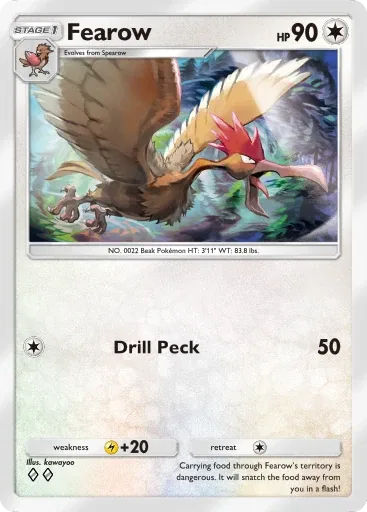 STAGE 1
Fearow
HP 90
Evolves from Spearow
NO. 0022 Beak Pokémon HT: 3'11" WT: 83.8 lbs.
Drill Peck 50
weakness +20 retreat
Illus. kawayoo
Carrying food through Fearow's territory is
dangerous. It will snatch the food away from
you in a flash!